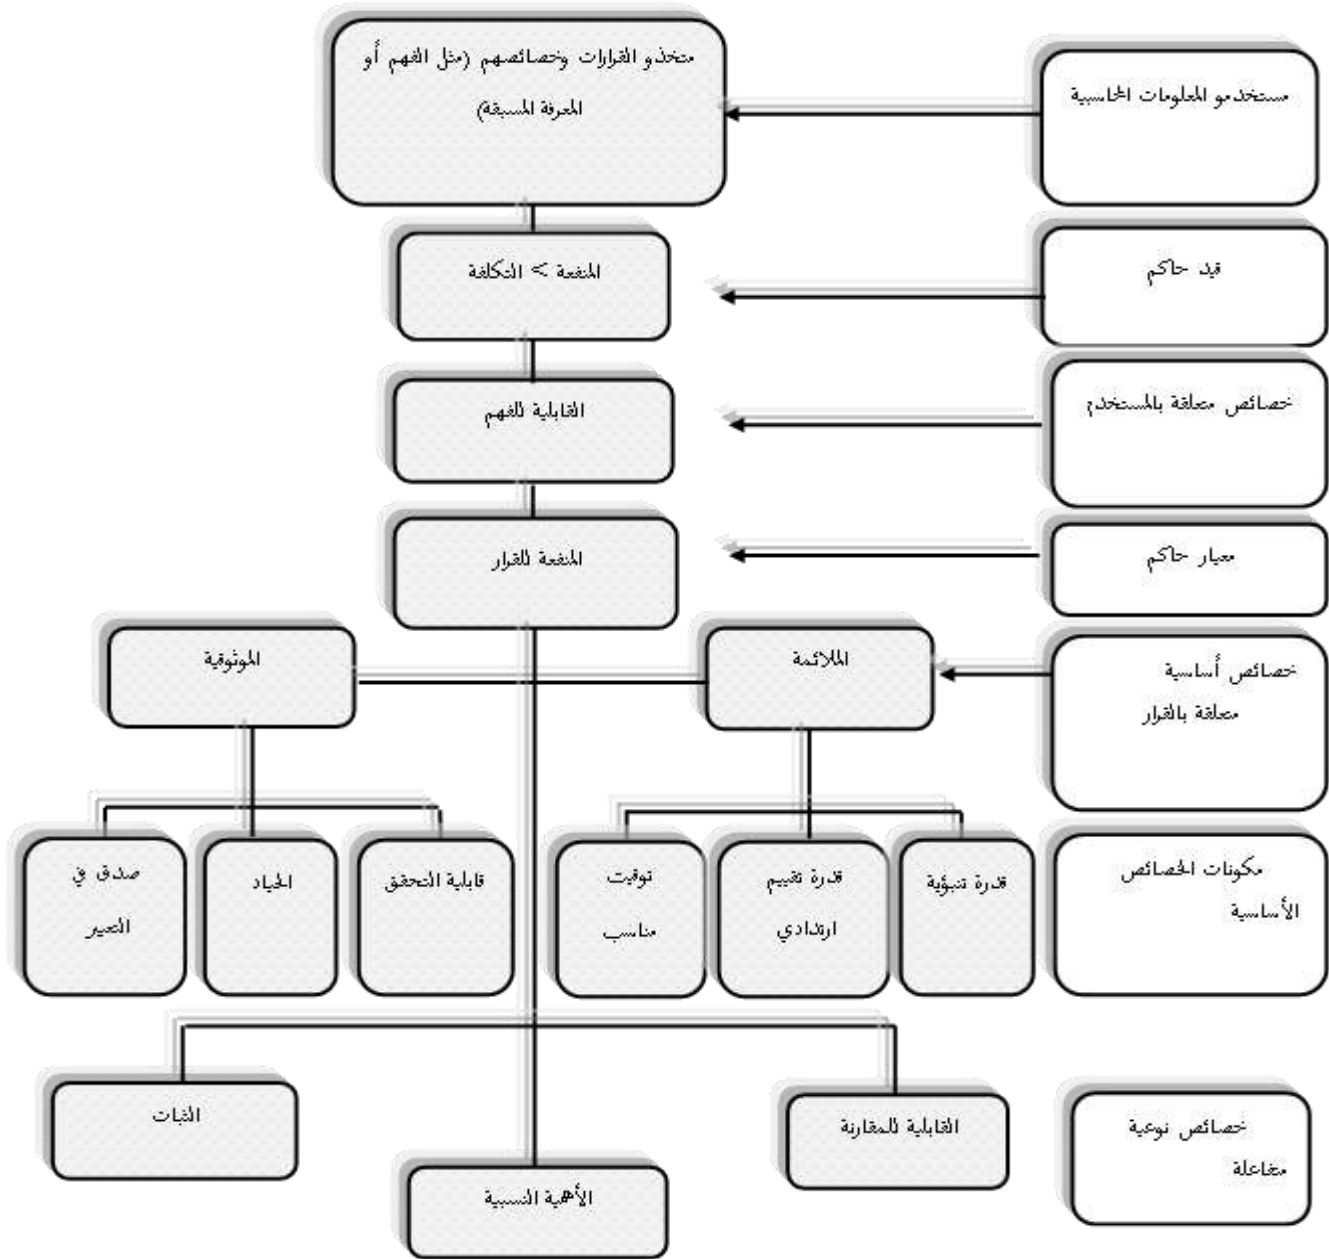 مستخدمو المعلومات المحاسبية
متخذو القرارات وخصائصهم (مثل الفهم أو
المعرفة المسبقة)
قيد حاكم
المنفعة > التكلفة
خصائص متعلقة بالمستخدم
القابلية للفهم
معيار حاكم
المنفعة للقرار
خصائص أساسية
متعلقة بالقرار
الملائمة
الموثوقية
مكونات الخصائص
الأساسية
قدرة تنبؤية
قدرة تقييم
ارتدادي
توقيت
مناسب
قابلية التحقق
الحياد
صدق في
التعبير
خصائص نوعية
مفاعلة
القابلية للمقارنة
الثبات
الأهمية النسبية